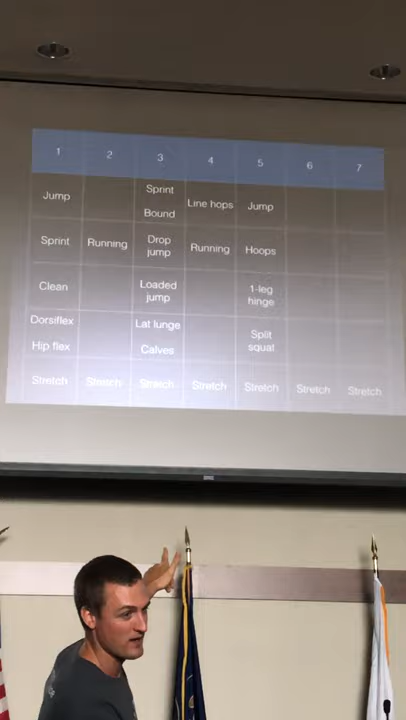 1 2 3 4 5 6 7
Jump Sprint Line hops Jump
Bound
Sprint Running Drop jump Running Hoops
Clean Loaded jump 1-leg hinge
Dorsiflex Lat lunge Split squat
Hip flex Calves
Stretch Stretch Stretch Stretch Stretch Stretch Stretch